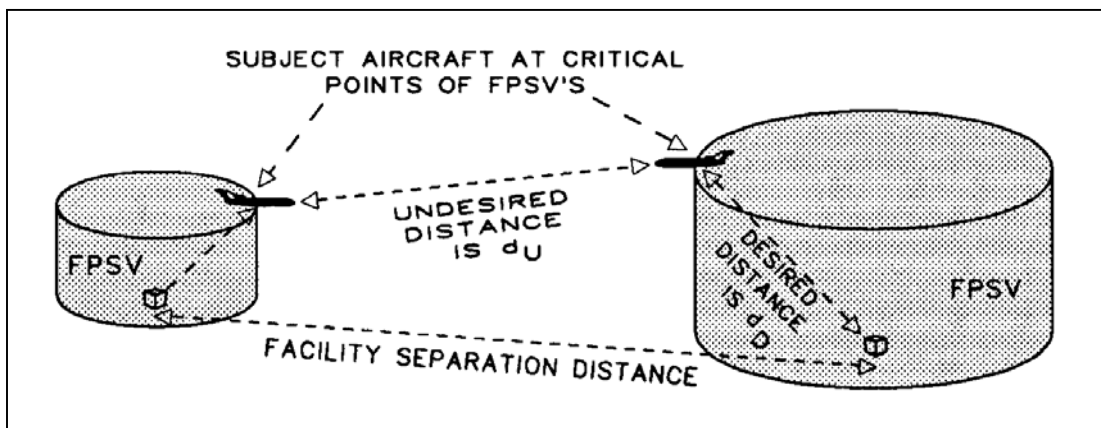 SUBJECT AIRCRAFT AT CRITICAL
POINTS OF FPSV'S
UNDESIRED
DISTANCE
IS dU
FPSV
DESIRED
DISTANCE
IS dD
FPSV
FACILITY SEPARATION DISTANCE